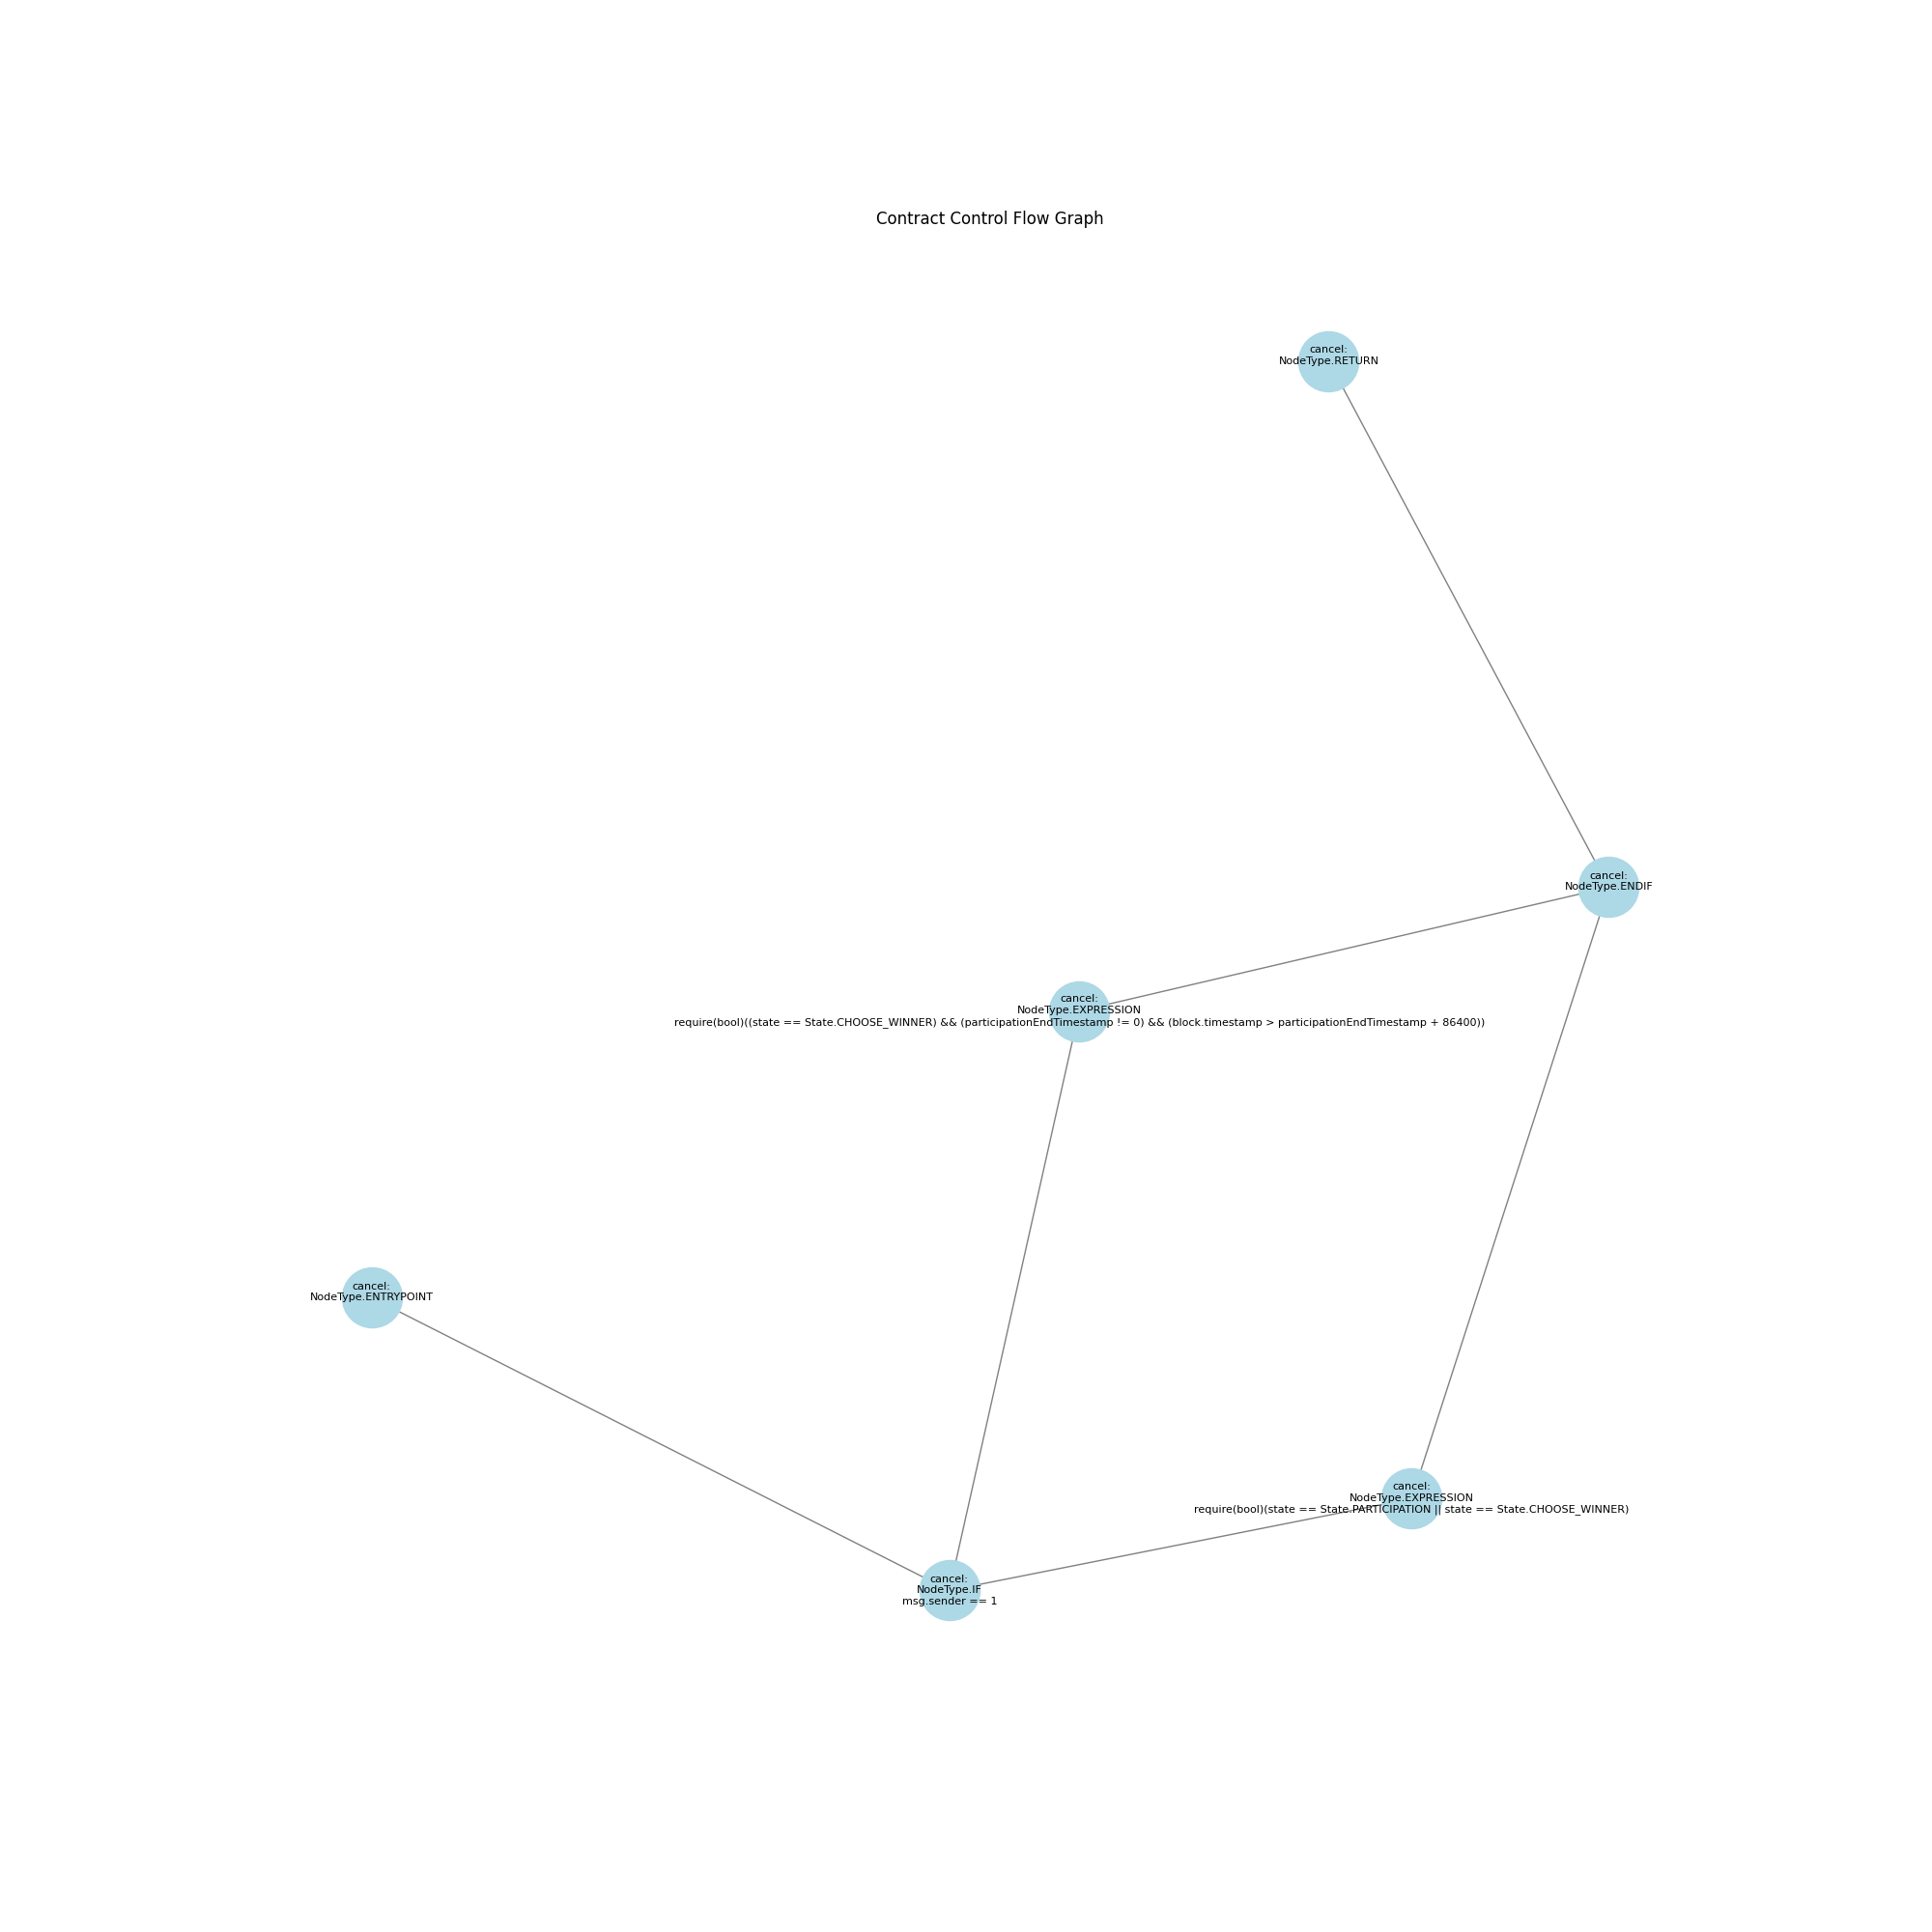 Contract Control Flow Graph
cancel:
NodeType.RETURN
cancel:
NodeType.ENDIF
cancel:
NodeType.EXPRESSION
require(bool)((state == State.CHOOSE_WINNER) && (participationEndTimestamp != 0) && (block.timestamp > participationEndTimestamp + 86400))
cancel:
NodeType.ENTRYPOINT
cancel:
NodeType.EXPRESSION
require(bool)(state == State.PARTICIPATION || state == State.CHOOSE_WINNER)
cancel:
NodeType.IF
msg.sender == 1